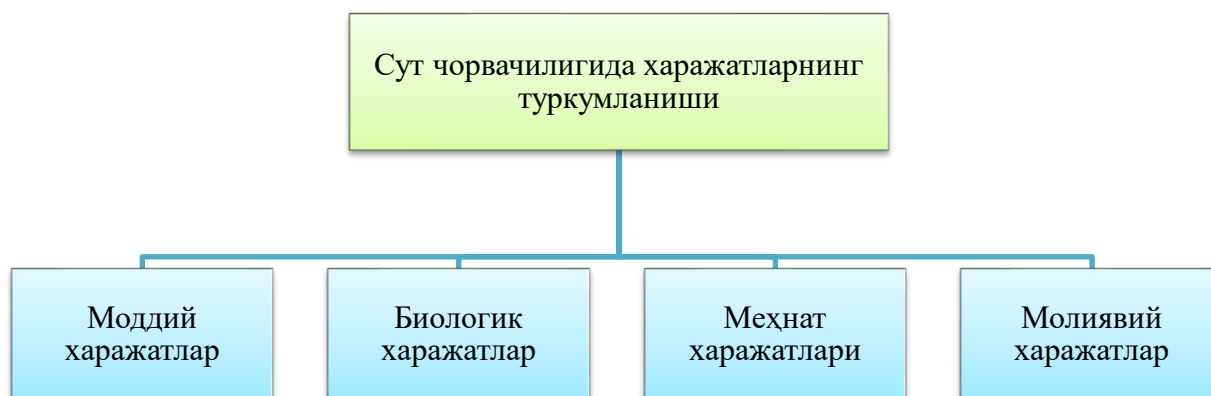 Сут чорвачилигида харажатларнинг
туркумланиши
Моддий
харажатлар
Биологик
харажатлар
Меҳнат
харажатлари
Молиявий
харажатлар